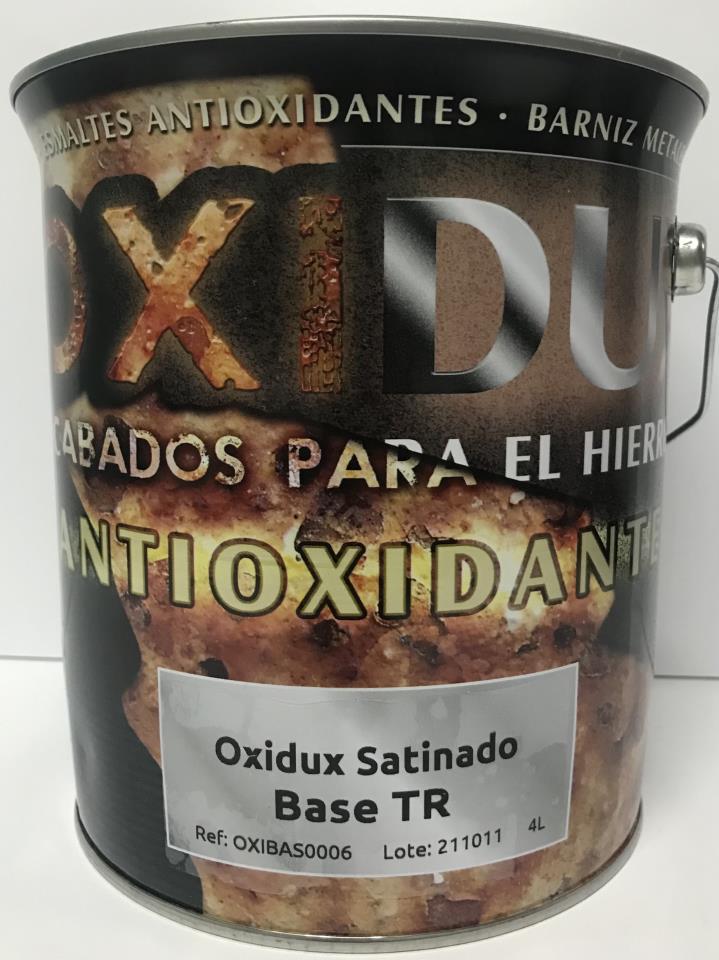 ESMALTES ANTIOXIDANTES · BARNIZ METAL
OXIDU
CABADOS PARA EL HIERR
ANTIOXIDANTE
Oxidux Satinado
Base TR
Ref: OXIBAS0006 Lote: 211011 4L